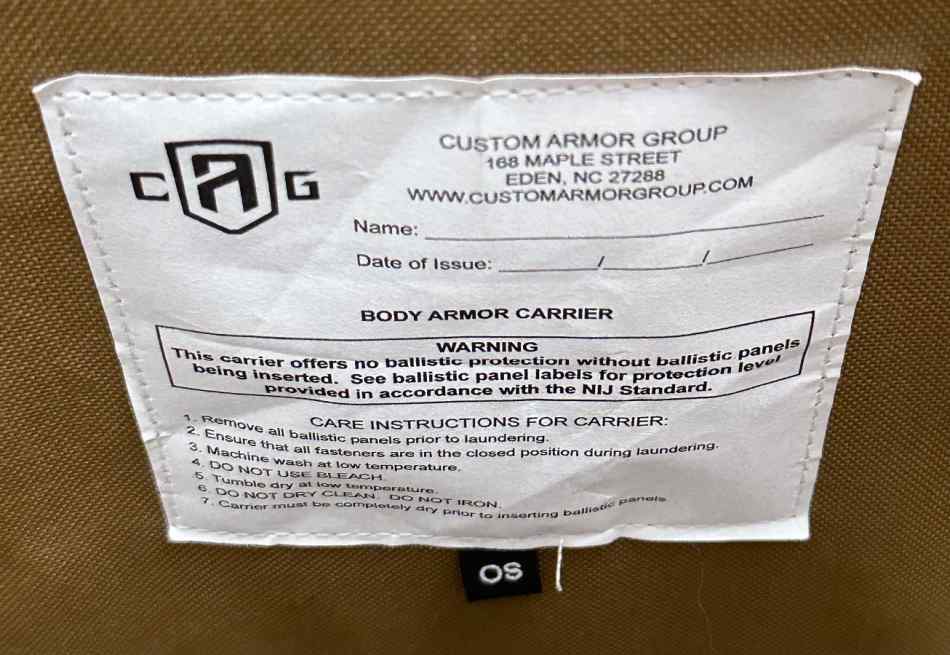 C A G
CUSTOM ARMOR GROUP
168 MAPLE STREET
EDEN, NC 27288
WWW.CUSTOMARMORGROUP.COM
Name:
Date of Issue: / /
BODY ARMOR CARRIER
WARNING
This carrier offers no ballistic protection without ballistic panels
being inserted. See ballistic panel labels for protection level
provided in accordance with the NIJ Standard.
CARE INSTRUCTIONS FOR CARRIER:
1. Remove all ballistic panels prior to laundering.
2. Ensure that all fasteners are in the closed position during laundering.
3. Machine wash at low temperature.
4. DO NOT USE BLEACH.
5. Tumble dry at low temperature.
6. DO NOT DRY CLEAN. DO NOT IRON.
7. Carrier must be completely dry prior to inserting ballistic panels.
OS